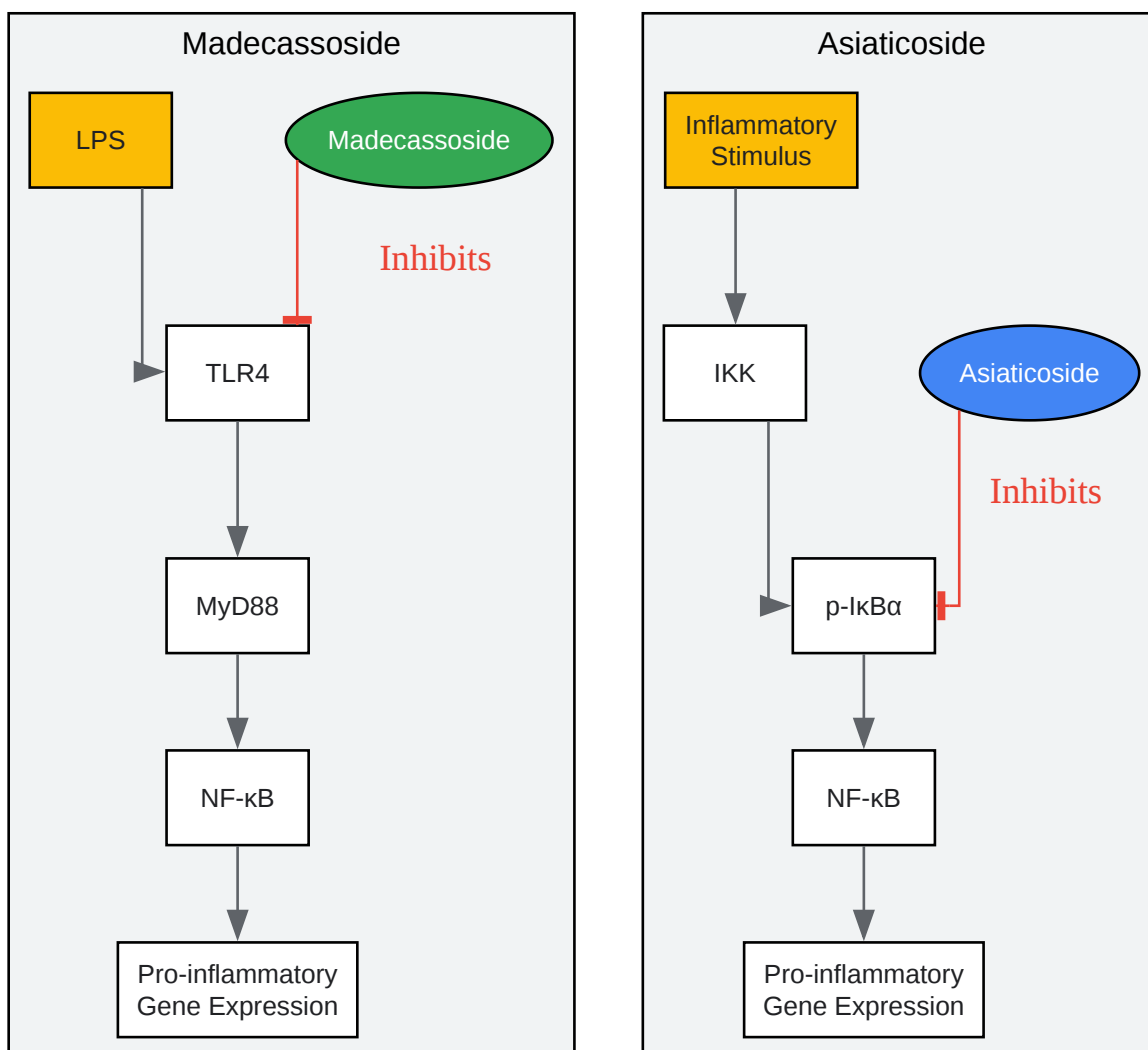 Madecassoside
LPS
Madecassoside
Inhibits
TLR4
MyD88
NF-κB
Pro-inflammatory
Gene Expression
Asiaticoside
Inflammatory
Stimulus
IKK
Asiaticoside
Inhibits
p-IκBα
NF-κB
Pro-inflammatory
Gene Expression